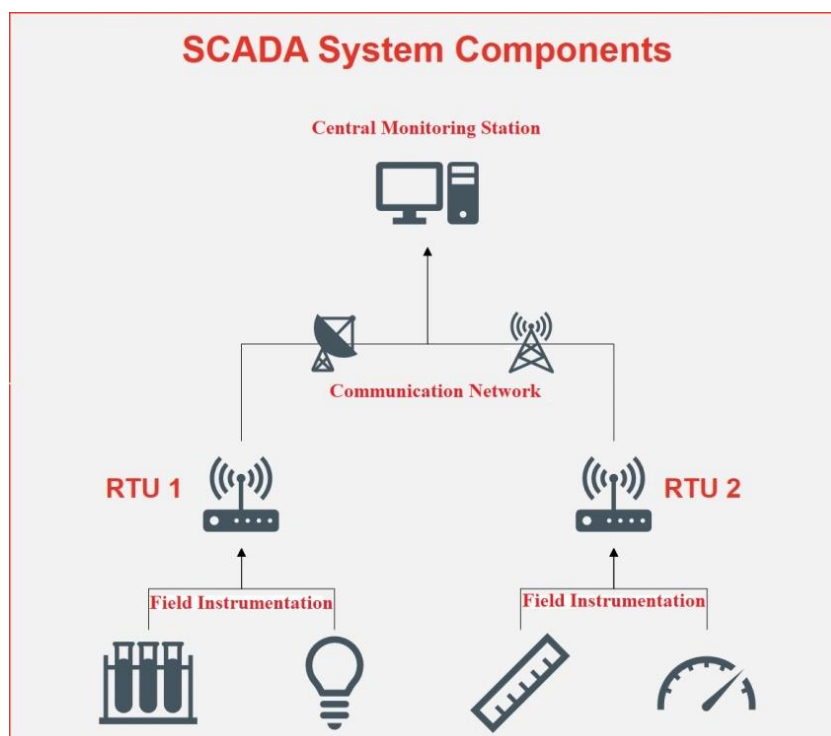 SCADA System Components
Central Monitoring Station
Communication Network
RTU 1
RTU 2
Field Instrumentation
Field Instrumentation